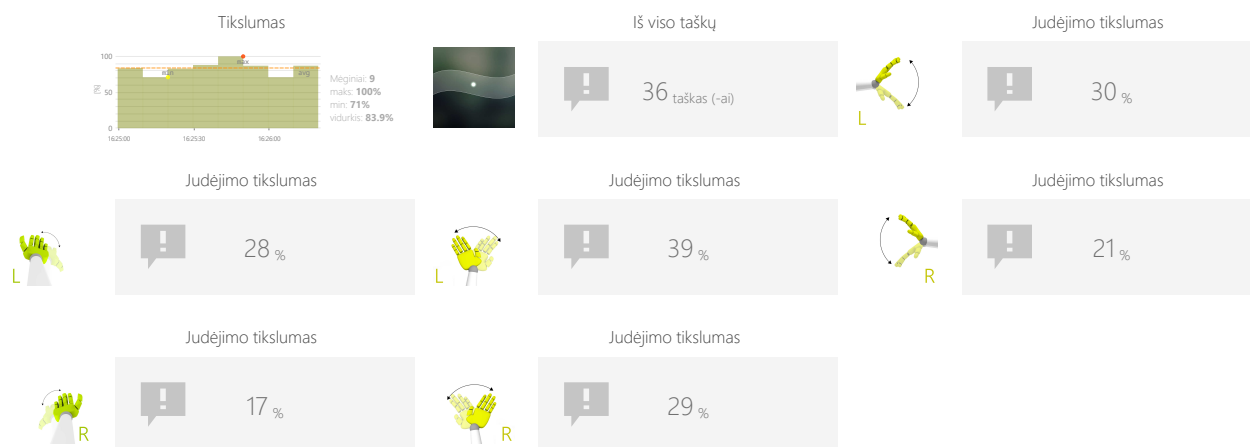 Tikslumas
100
50
0
[%]
min
max
avg
16:25:00
16:25:30
16:26:00
Mėginiai: 9
maks: 100%
min: 71%
vidurkis: 83.9%
Iš viso taškų
36 taškas (-ai)
Judėjimo tikslumas
L
30 %
Judėjimo tikslumas
L
28 %
Judėjimo tikslumas
L
39 %
Judėjimo tikslumas
R
21 %
Judėjimo tikslumas
R
17 %
Judėjimo tikslumas
R
29 %